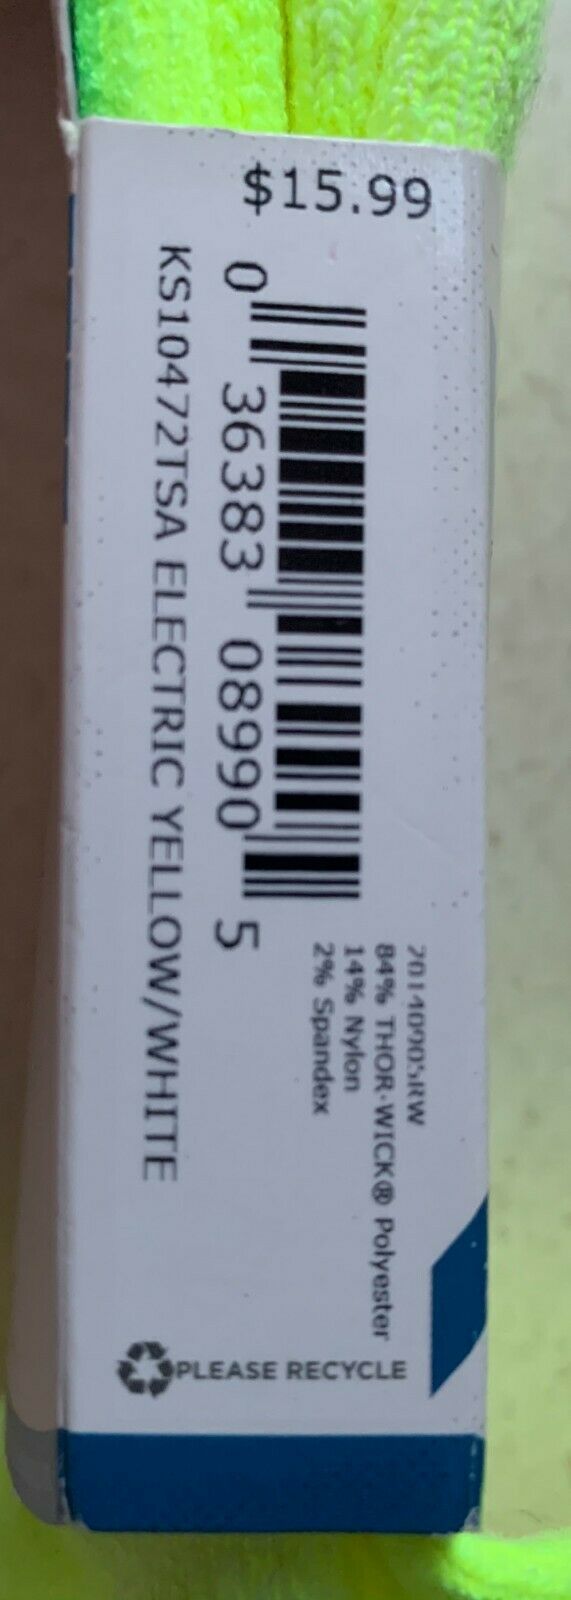 $15.99
0 36383 08990 5
KS10472TSA ELECTRIC YELLOW/WHITE
20140905RW
84% THOR·WICK® Polyester
14% Nylon
2% Spandex
PLEASE RECYCLE